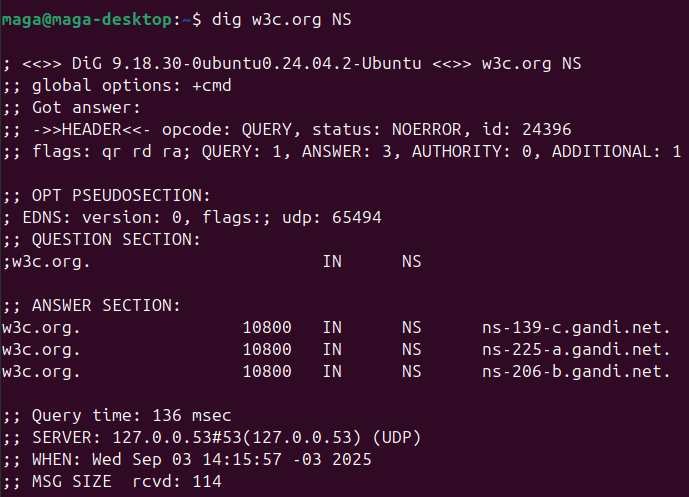 maga@maga-desktop:~$ dig w3c.org NS
; <<>> DiG 9.18.30-0ubuntu0.24.04.2-Ubuntu <<>> w3c.org NS
;; global options: +cmd
;; Got answer:
;; ->>HEADER<<- opcode: QUERY, status: NOERROR, id: 24396
;; flags: qr rd ra; QUERY: 1, ANSWER: 3, AUTHORITY: 0, ADDITIONAL: 1
;; OPT PSEUDOSECTION:
; EDNS: version: 0, flags:; udp: 65494
;; QUESTION SECTION:
;w3c.org. IN NS
;; ANSWER SECTION:
w3c.org. 10800 IN NS ns-139-c.gandi.net.
w3c.org. 10800 IN NS ns-225-a.gandi.net.
w3c.org. 10800 IN NS ns-206-b.gandi.net.
;; Query time: 136 msec
;; SERVER: 127.0.0.53#53(127.0.0.53) (UDP)
;; WHEN: Wed Sep 03 14:15:57 -03 2025
;; MSG SIZE  rcvd: 114